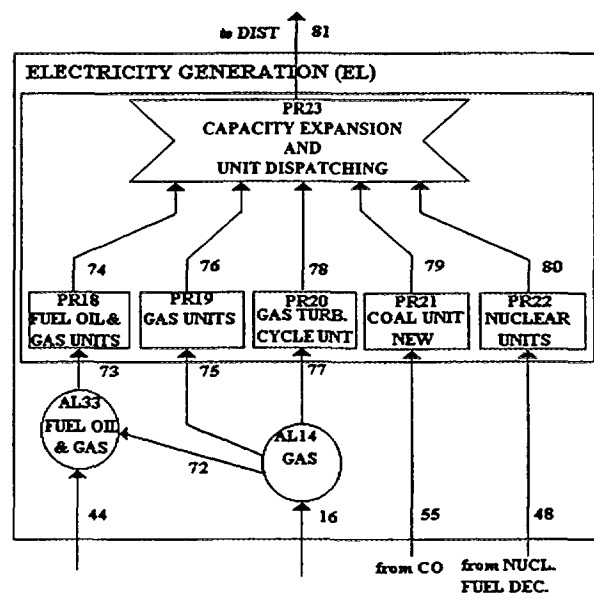 to DIST 81
ELECTRICITY GENERATION (EL)
PR23
CAPACITY EXPANSION
AND
UNIT DISPATCHING
74 76 78 79 80
PR18
FUEL OIL &
GAS UNITS
PR19
GAS UNITS
PR20
GAS TURB.
CYCLE UNT
PR21
COAL UNIT
NEW
PR22
NUCLEAR
UNITS
73 75 77
AL33
FUEL OIL
& GAS
72
AL14
GAS
44 16 55 48
from CO
from NUCL.
FUEL DEC.